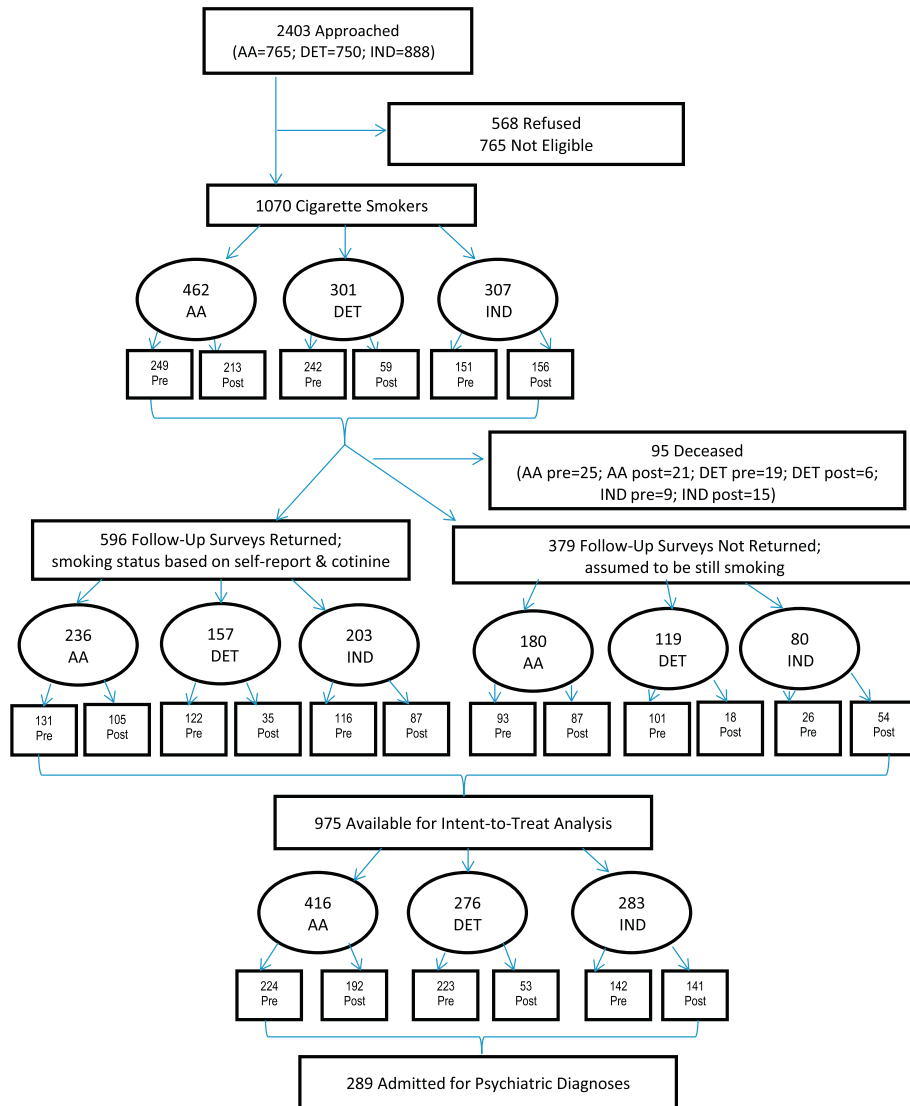 2403 Approached
(AA=765; DET=750; IND=888)
568 Refused
765 Not Eligible
1070 Cigarette Smokers
462
AA
301
DET
307
IND
249
Pre
213
Post
242
Pre
59
Post
151
Pre
156
Post
95 Deceased
(AA pre=25; AA post=21; DET pre=19; DET post=6;
IND pre=9; IND post=15)
596 Follow-Up Surveys Returned;
smoking status based on self-report & cotinine
379 Follow-Up Surveys Not Returned;
assumed to be still smoking
236
AA
157
DET
203
IND
180
AA
119
DET
80
IND
131
Pre
105
Post
122
Pre
35
Post
116
Pre
87
Post
93
Pre
87
Post
101
Pre
18
Post
26
Pre
54
Post
975 Available for Intent-to-Treat Analysis
416
AA
276
DET
283
IND
224
Pre
192
Post
223
Pre
53
Post
142
Pre
141
Post
289 Admitted for Psychiatric Diagnoses